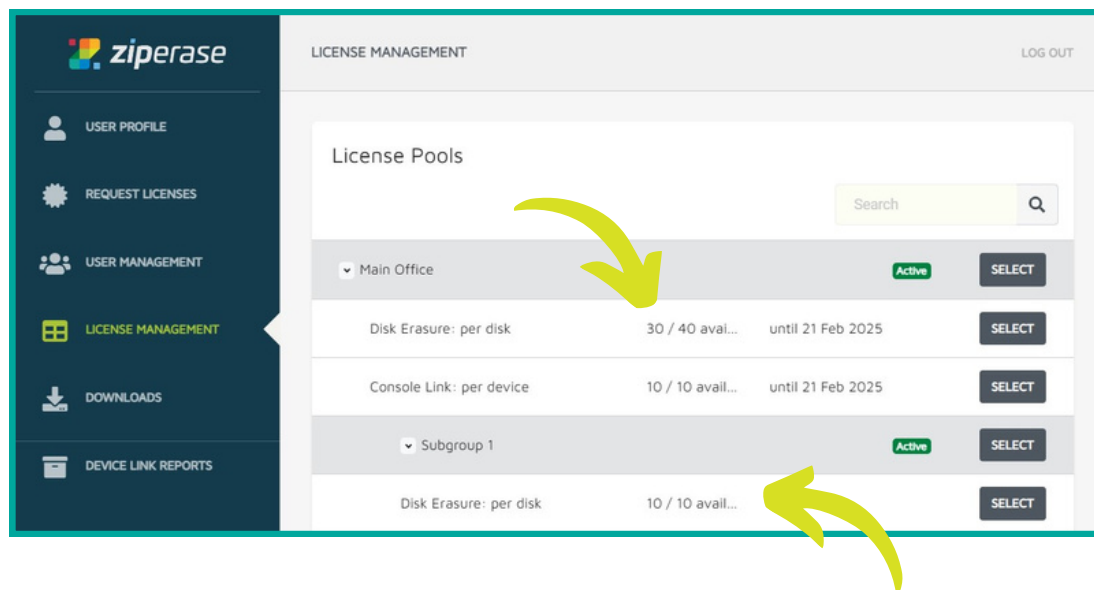 ziperase
LICENSE MANAGEMENT
LOG OUT
USER PROFILE
REQUEST LICENSES
USER MANAGEMENT
LICENSE MANAGEMENT
DOWNLOADS
DEVICE LINK REPORTS
License Pools
Search
Main Office Active SELECT
Disk Erasure: per disk 30 / 40 avai... until 21 Feb 2025 SELECT
Console Link: per device 10 / 10 avail... until 21 Feb 2025 SELECT
Subgroup 1 Active SELECT
Disk Erasure: per disk 10 / 10 avail... SELECT